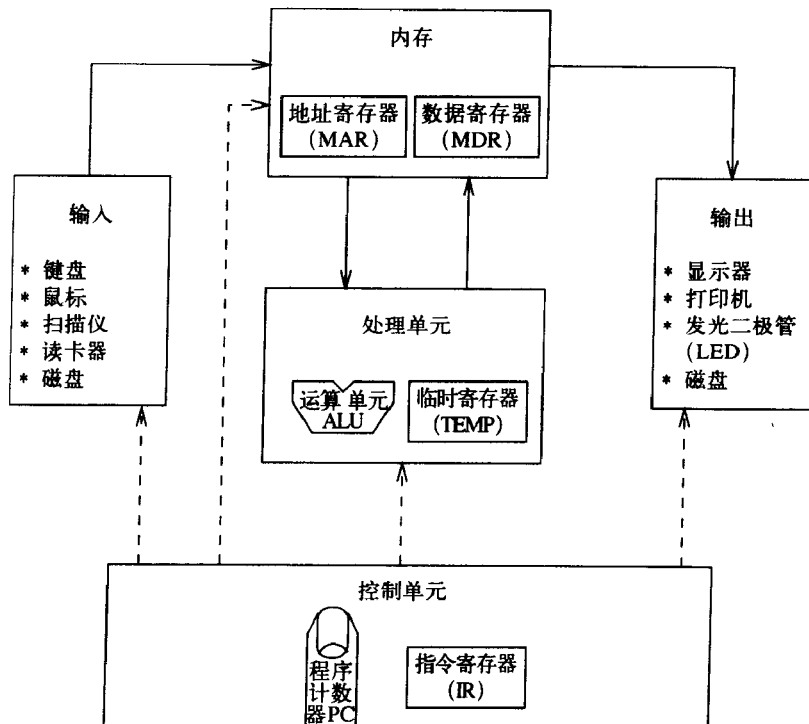 内存
地址寄存器
(MAR)
数据寄存器
(MDR)
输入
* 键盘
* 鼠标
* 扫描仪
* 读卡器
* 磁盘
处理单元
运算 单元
ALU
临时寄存器
(TEMP)
输出
* 显示器
* 打印机
* 发光二极管
(LED)
* 磁盘
控制单元
程序
计数
器PC
指令寄存器
(IR)